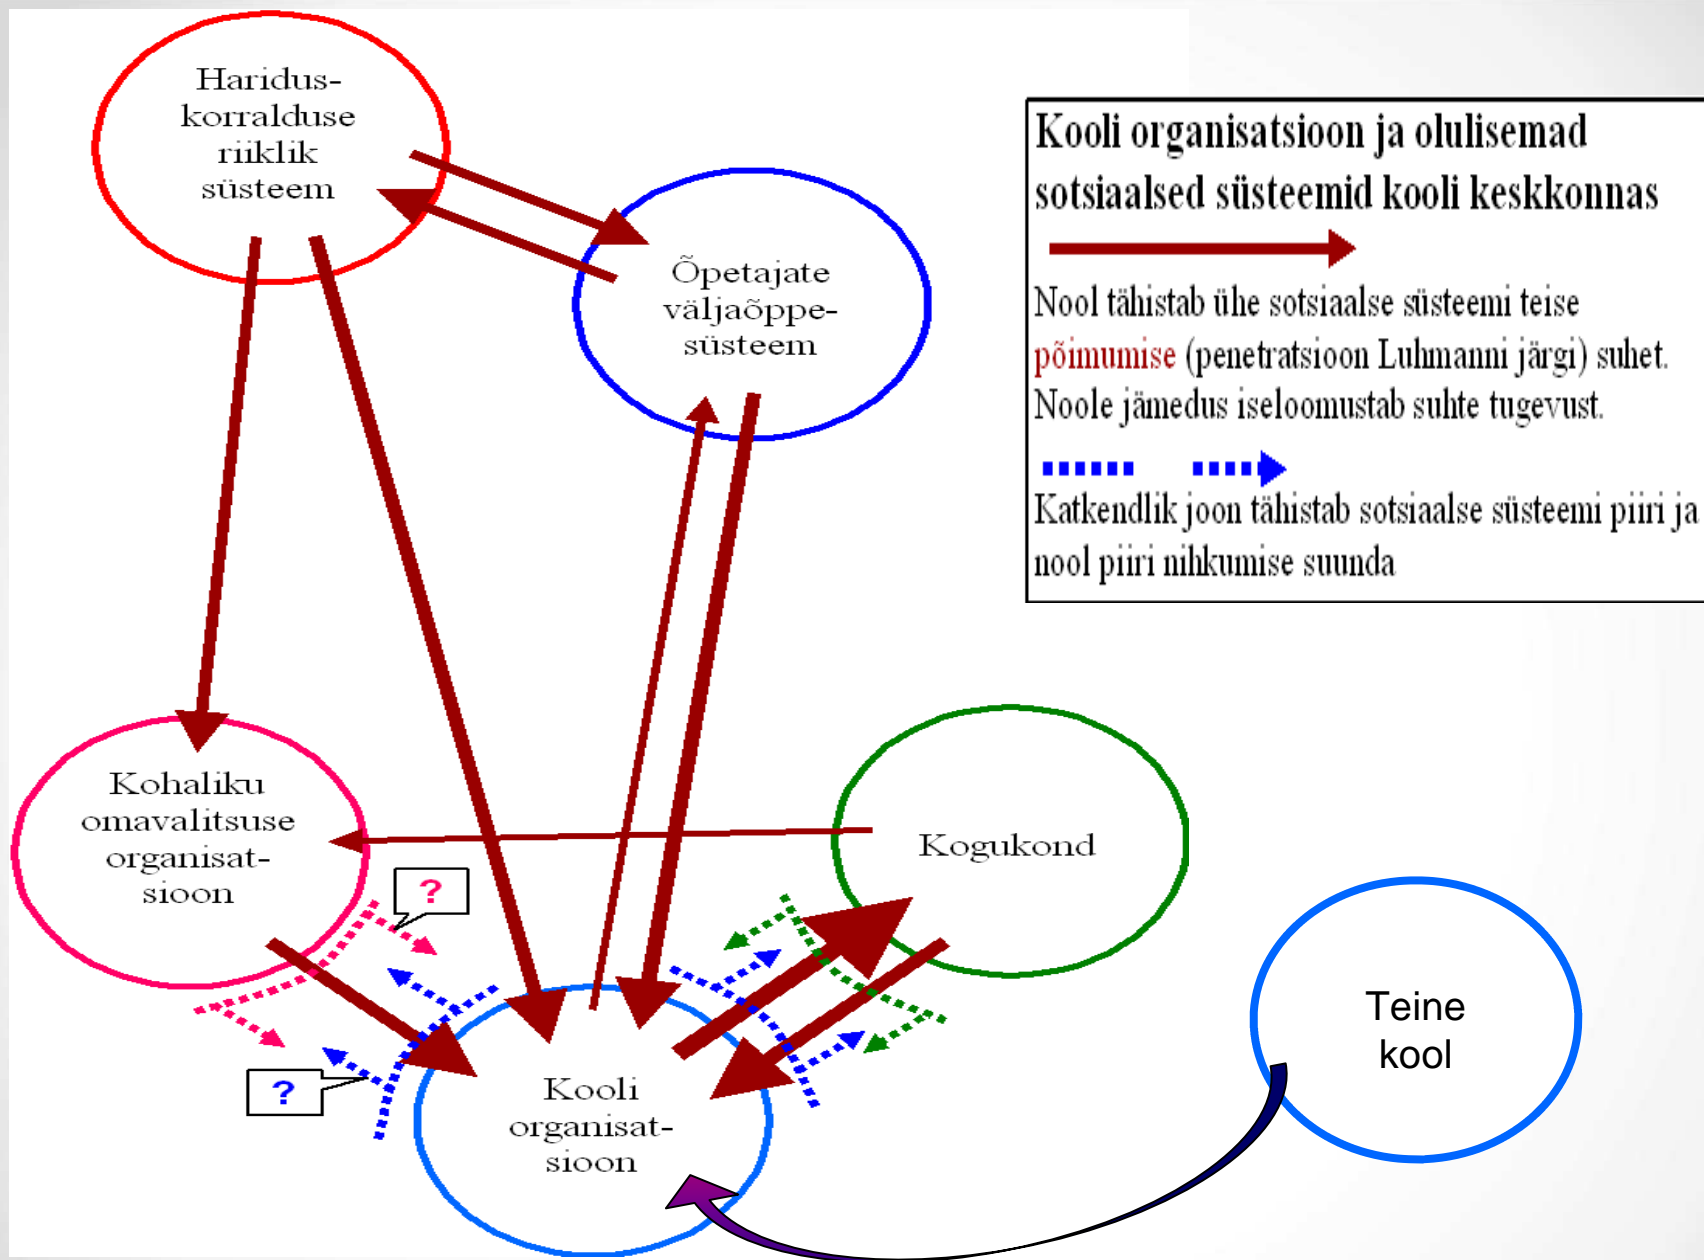 Haridus-
korralduse
riiklik
süsteem
Õpetajate
väljaõppe-
süsteem
Kooli organisatsioon ja olulisemad
sotsiaalsed süsteemid kooli keskkonnas
Nool tähistab ühe sotsiaalse süsteemi teise
põimumise (penetratsioon Luhmanni järgi) suhet.
Noole jämedus iseloomustab suhte tugevust.
Katkendlik joon tähistab sotsiaalse süsteemi piiri ja
nool piiri nihkumise suunda
Kohaliku
omavalitsuse
organisat-
sioon
?
Kogukond
?
Kooli
organisat-
sioon
Teine
kool